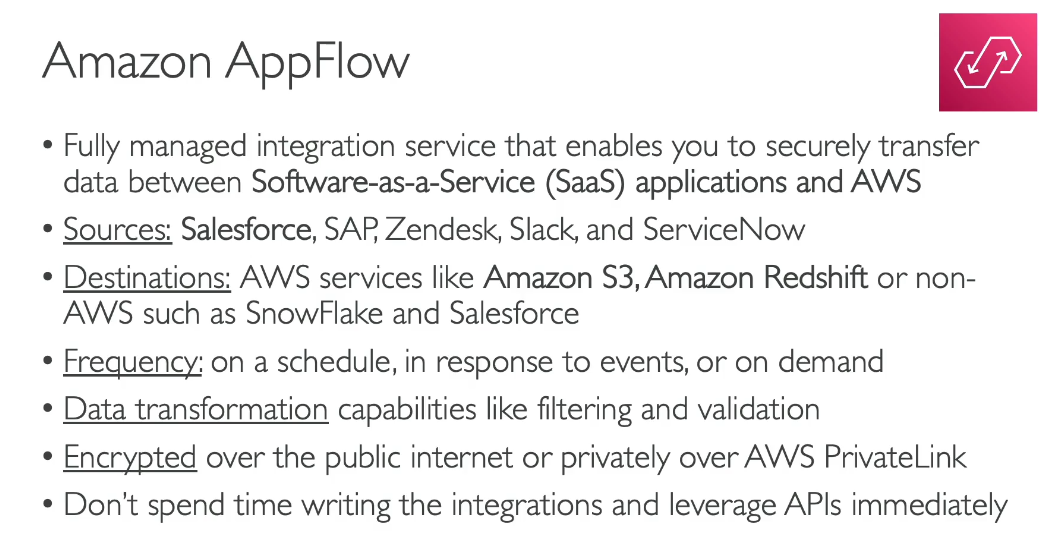 Amazon AppFlow
• Fully managed integration service that enables you to securely transfer
data between Software-as-a-Service (SaaS) applications and AWS
• Sources: Salesforce, SAP, Zendesk, Slack, and ServiceNow
• Destinations: AWS services like Amazon S3, Amazon Redshift or non-
AWS such as SnowFlake and Salesforce
• Frequency: on a schedule, in response to events, or on demand
• Data transformation capabilities like filtering and validation
• Encrypted over the public internet or privately over AWS PrivateLink
• Don't spend time writing the integrations and leverage APIs immediately